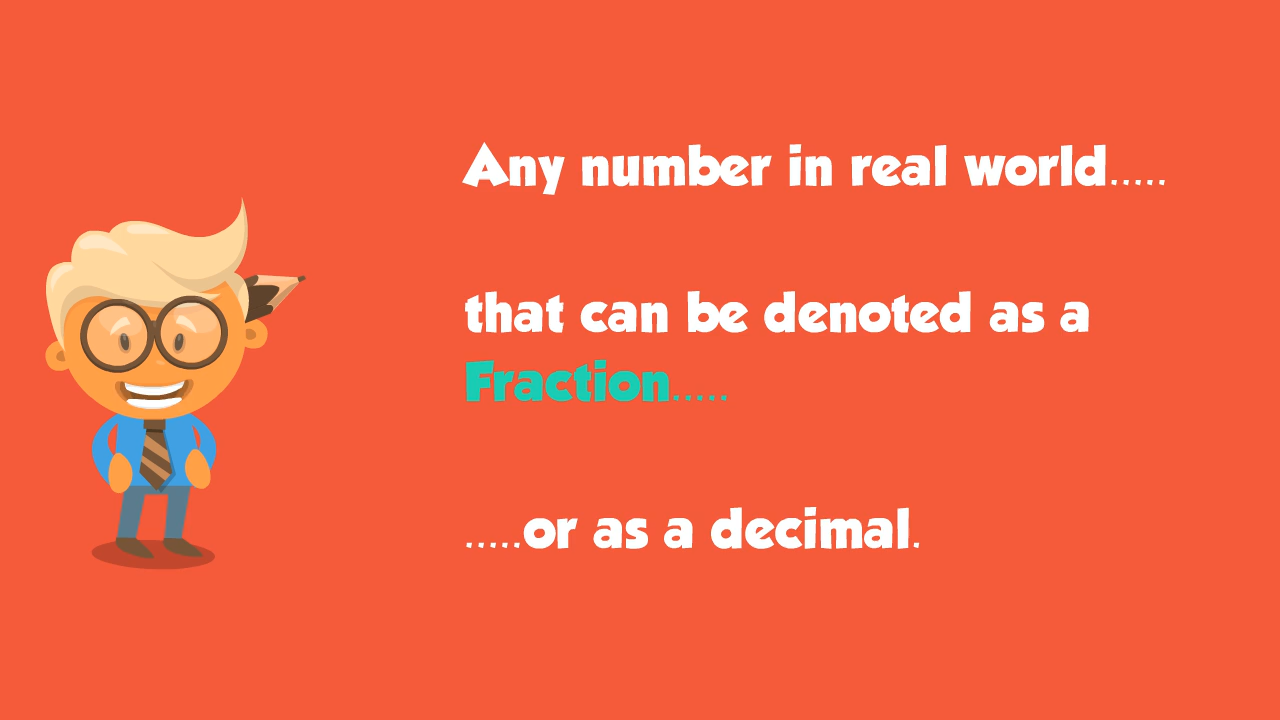 Any number in real world.....
that can be denoted as a
Fraction.....
.....or as a decimal.